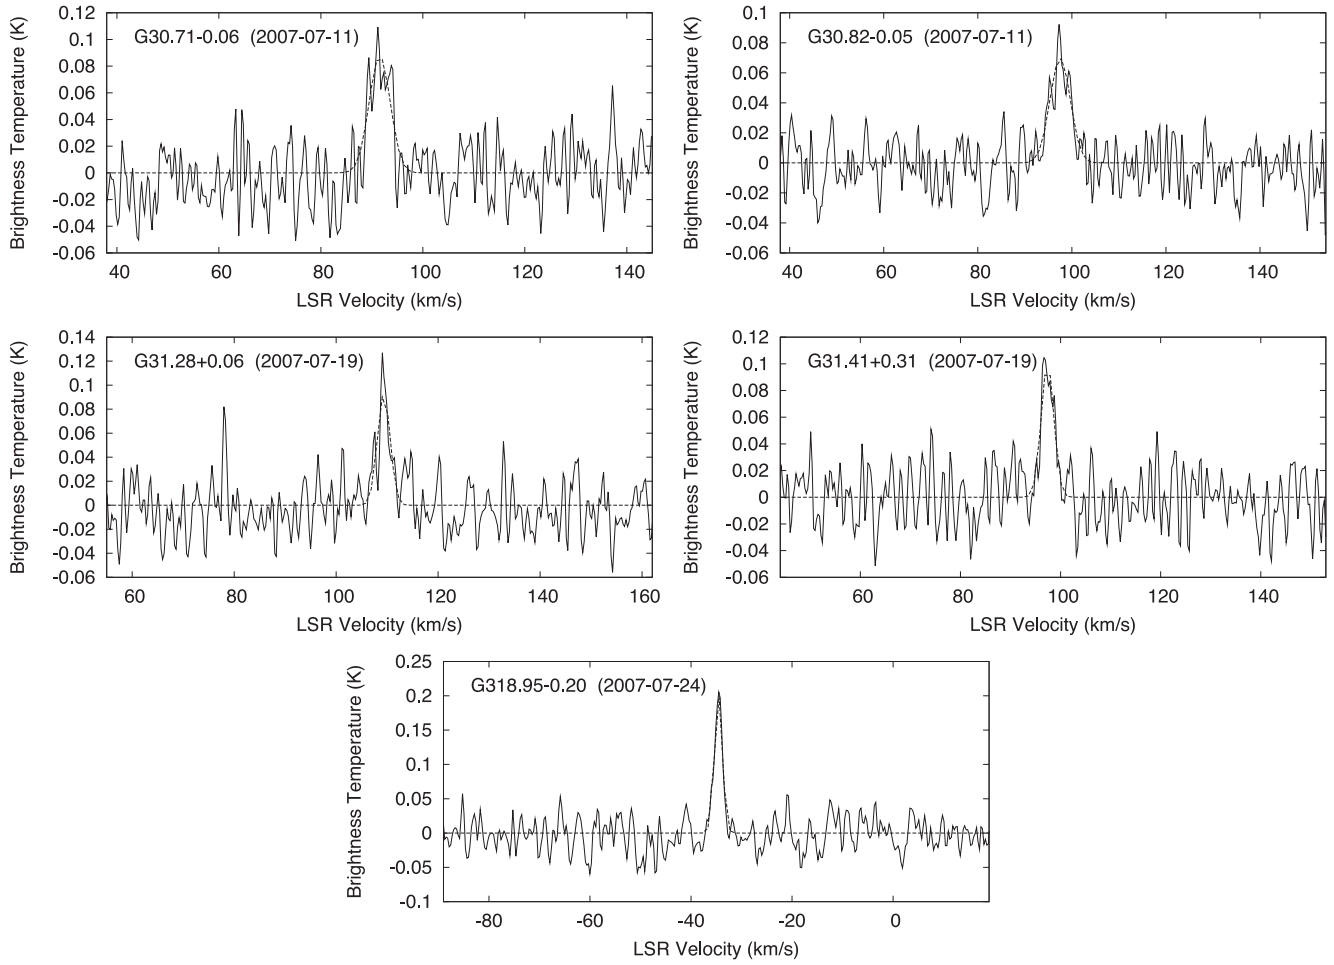 G30.71-0.06 (2007-07-11)
Brightness Temperature (K)
0.12
0.1
0.08
0.06
0.04
0.02
0
-0.02
-0.04
-0.06
40 60 80 100 120 140
LSR Velocity (km/s)
G30.82-0.05 (2007-07-11)
Brightness Temperature (K)
0.1
0.08
0.06
0.04
0.02
0
-0.02
-0.04
-0.06
40 60 80 100 120 140
LSR Velocity (km/s)
G31.28+0.06 (2007-07-19)
Brightness Temperature (K)
0.14
0.12
0.1
0.08
0.06
0.04
0.02
0
-0.02
-0.04
-0.06
60 80 100 120 140 160
LSR Velocity (km/s)
G31.41+0.31 (2007-07-19)
Brightness Temperature (K)
0.12
0.1
0.08
0.06
0.04
0.02
0
-0.02
-0.04
-0.06
60 80 100 120 140
LSR Velocity (km/s)
G318.95-0.20 (2007-07-24)
Brightness Temperature (K)
0.25
0.2
0.15
0.1
0.05
0
-0.05
-0.1
-80 -60 -40 -20 0
LSR Velocity (km/s)